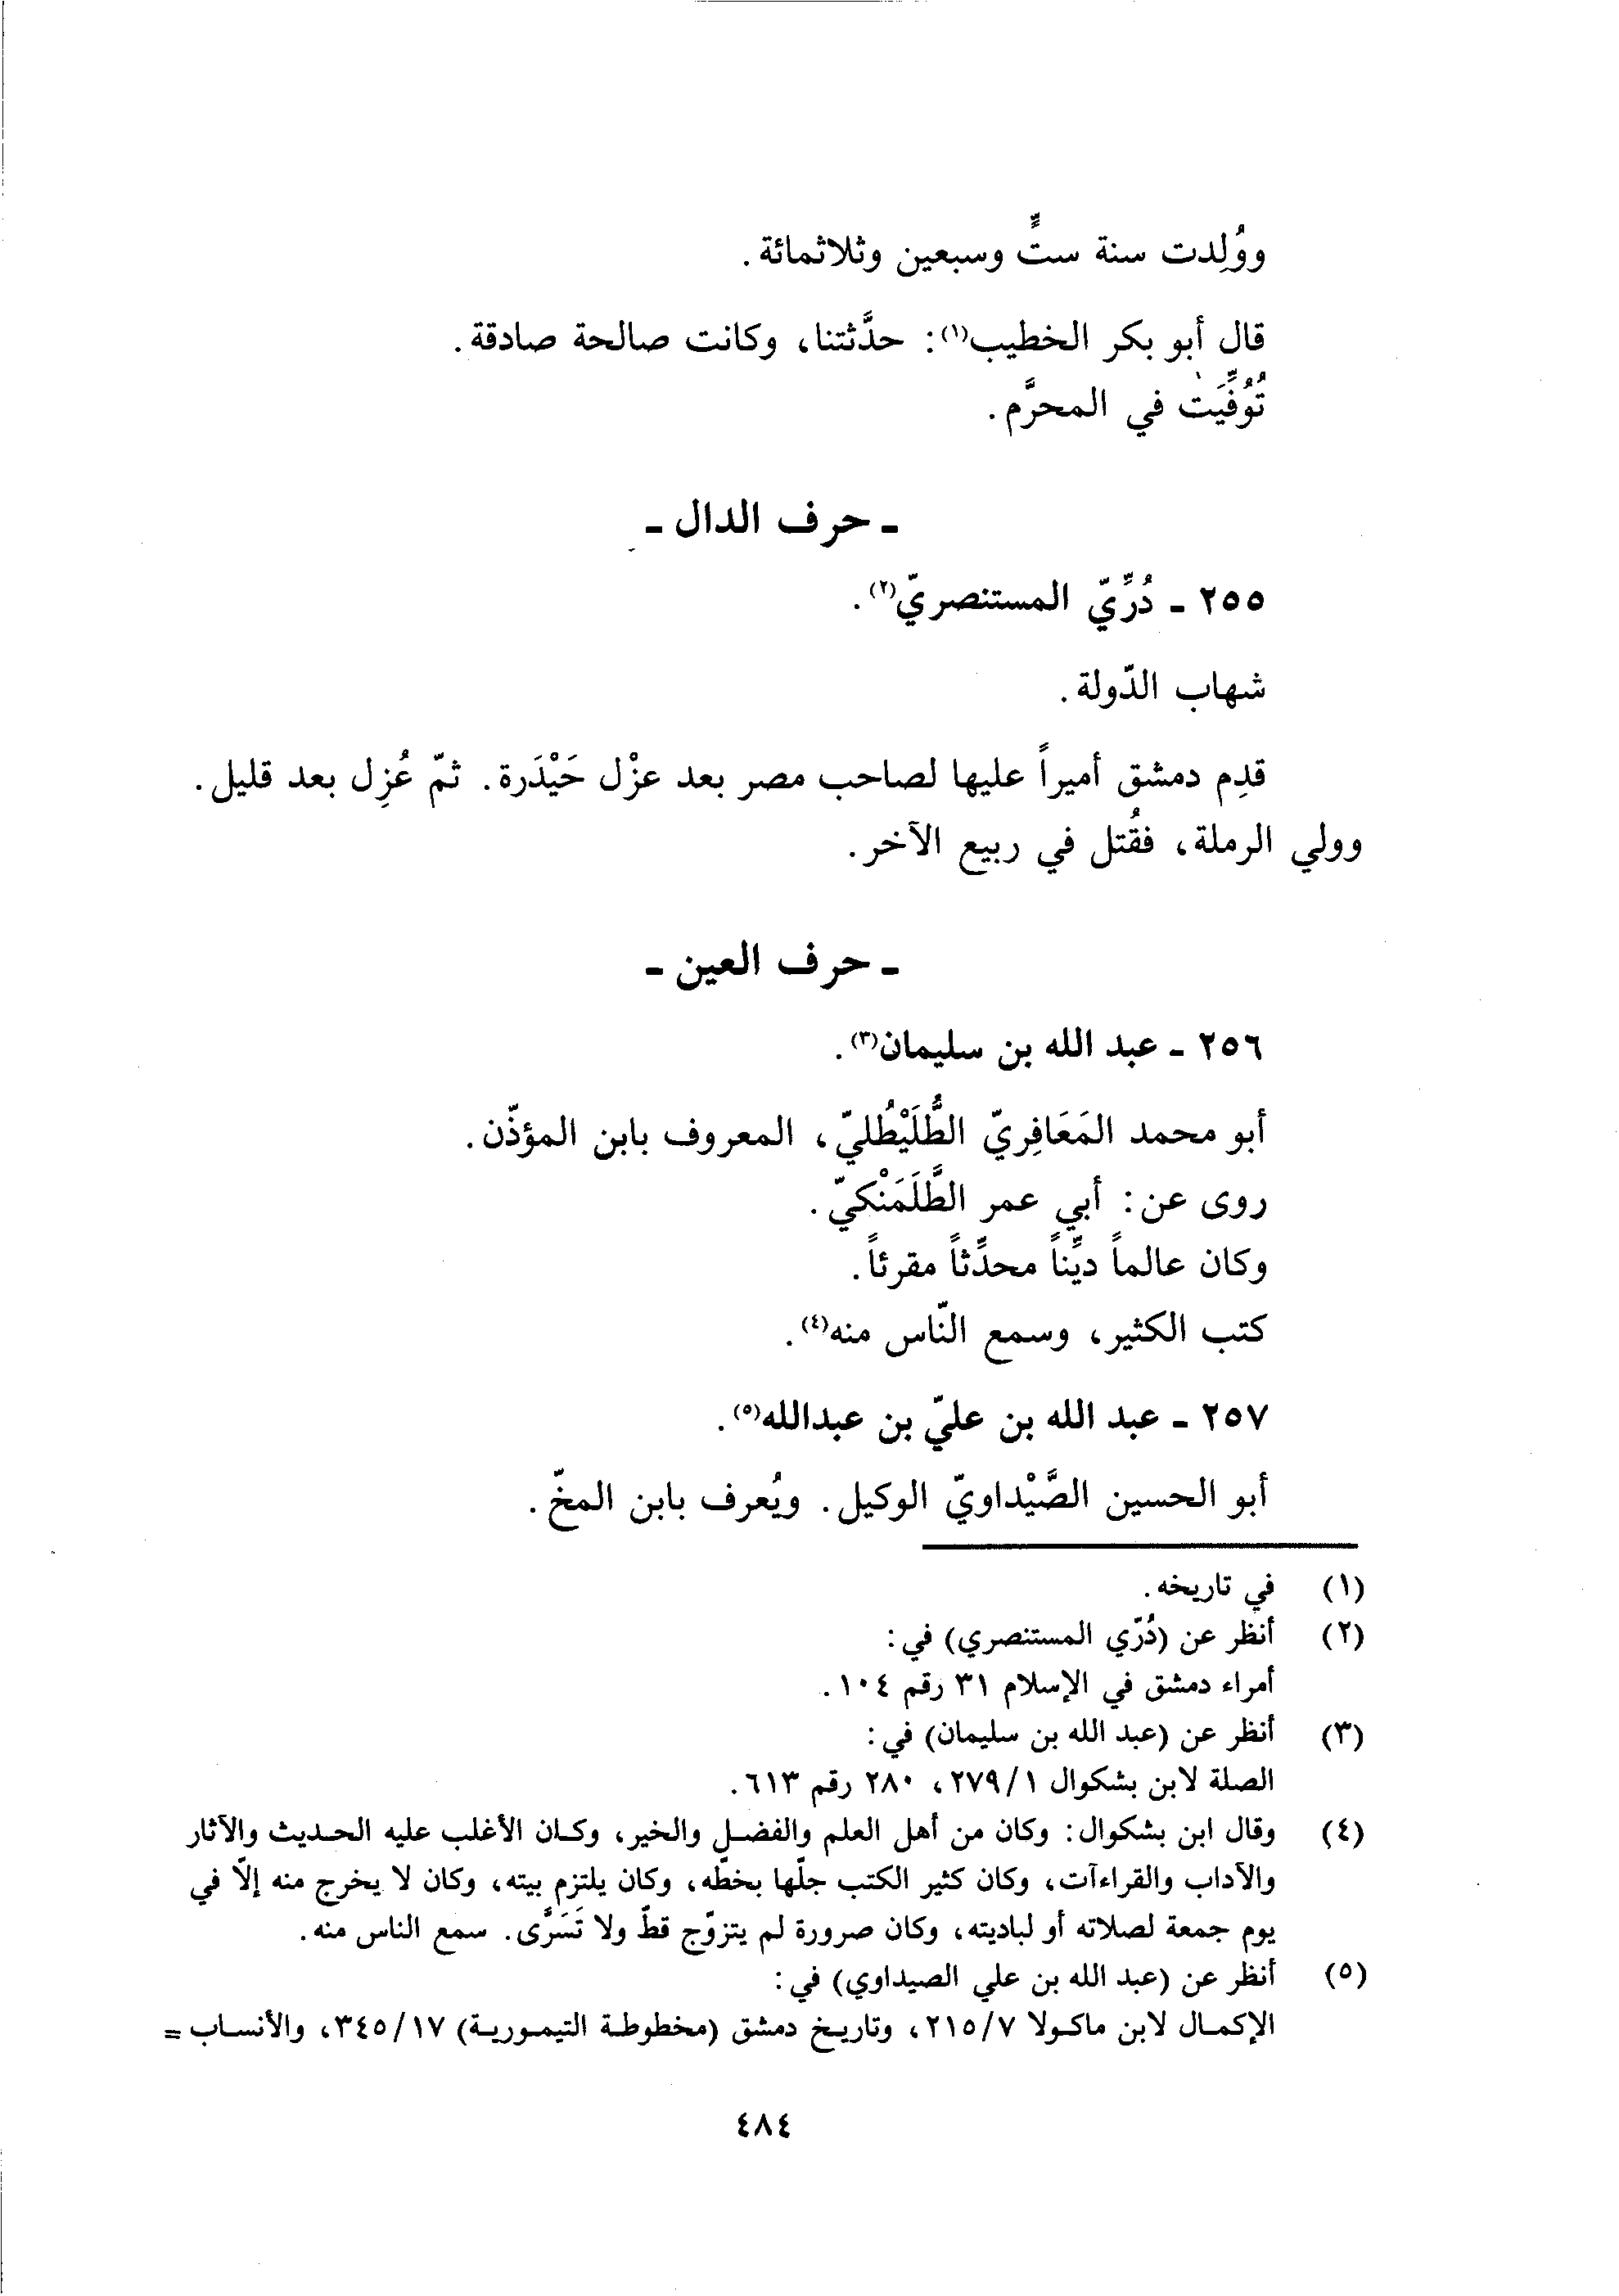 ووُلِدت سنة ستٍّ وسبعين وثلاثمائة.
قال أبو بكر الخطيب(١): حدَّثتنا، وكانت صالحة صادقة.
تُوُفِّيَت في المحرَّم.
ـ حرف الدال ـ
٢٥٥ ـ دُرِّيّ المستنصريّ(٢).
شهاب الدّولة.
قدِم دمشق أميراً عليها لصاحب مصر بعد عزْل حَيْدَرة. ثمّ عُزِل بعد قليل.
وولي الرملة، فقُتل في ربيع الآخر.
ـ حرف العين ـ
٢٥٦ ـ عبد الله بن سليمان(٣).
أبو محمد المَعَافِريّ الطُّلَيْطُليّ، المعروف بابن المؤذّن.
روى عن: أبي عمر الطَّلَمَنْكيّ.
وكان عالماً ديِّناً محدِّثاً مقرئاً.
كتب الكثير، وسمع النّاس منه(٤).
٢٥٧ ـ عبد الله بن عليّ بن عبدالله(٥).
أبو الحسين الصَّيْداويّ الوكيل. ويُعرف بابن المخّ.
(١) في تاريخه.
(٢) أنظر عن (دُرّي المستنصري) في:
أمراء دمشق في الإسلام ٣١ رقم ١٠٤.
(٣) أنظر عن (عبد الله بن سليمان) في:
الصلة لابن بشكوال ١/٢٧٩، ٢٨٠ رقم ٦١٣.
(٤) وقال ابن بشكوال: وكان من أهل العلم والفضل والخير، وكان الأغلب عليه الحديث والآثار
والآداب والقراءآت، وكان كثير الكتب جلّها بخطّه، وكان يلتزم بيته، وكان لا يخرج منه إلّا في
يوم جمعة لصلاته أو لباديته، وكان صرورة لم يتزوّج قطّ ولا تَسَرَّى. سمع الناس منه.
(٥) أنظر عن (عبد الله بن علي الصيداوي) في:
الإكمال لابن ماكولا ٧/٢١٥، وتاريخ دمشق (مخطوطة التيمورية) ١٧/٣٤٥، والأنساب =
٤٨٤